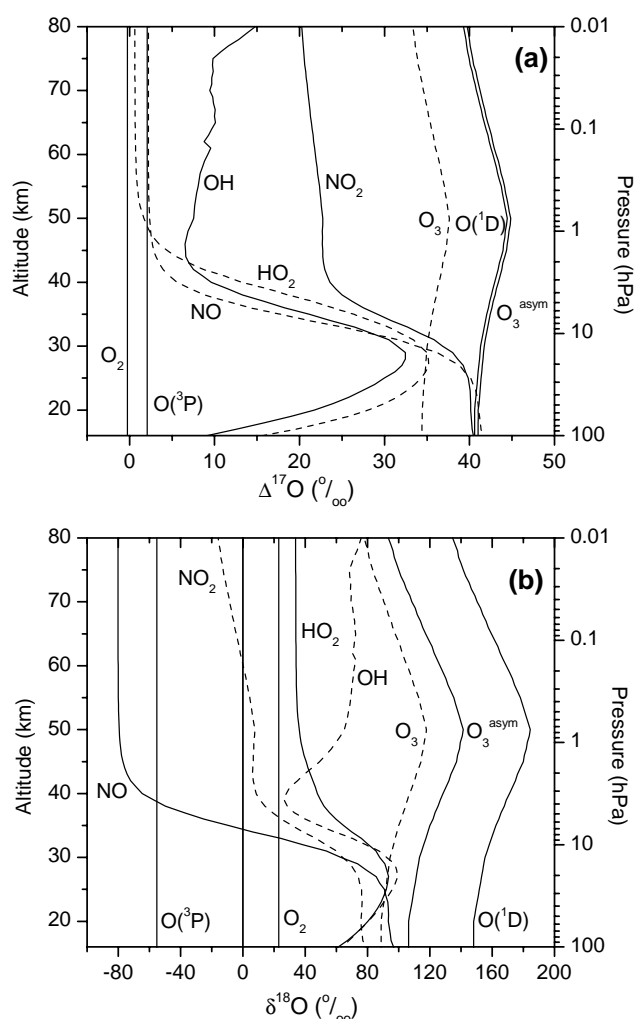 80
70
60
50
40
30
20
Altitude (km)
0.01
0.1
1
10
100
Pressure (hPa)
(a)
OH
NO₂
O₃
O(¹D)
HO₂
NO
O₃ᵃˢʸᵐ
O₂
O(³P)
0 10 20 30 40 50
Δ¹⁷O (º/ₒₒ)
80
70
60
50
40
30
20
Altitude (km)
0.01
0.1
1
10
100
Pressure (hPa)
(b)
NO₂
HO₂
OH
O₃
O₃ᵃˢʸᵐ
NO
O(³P)
O₂
O(¹D)
-80 -40 0 40 80 120 160 200
δ¹⁸O (º/ₒₒ)